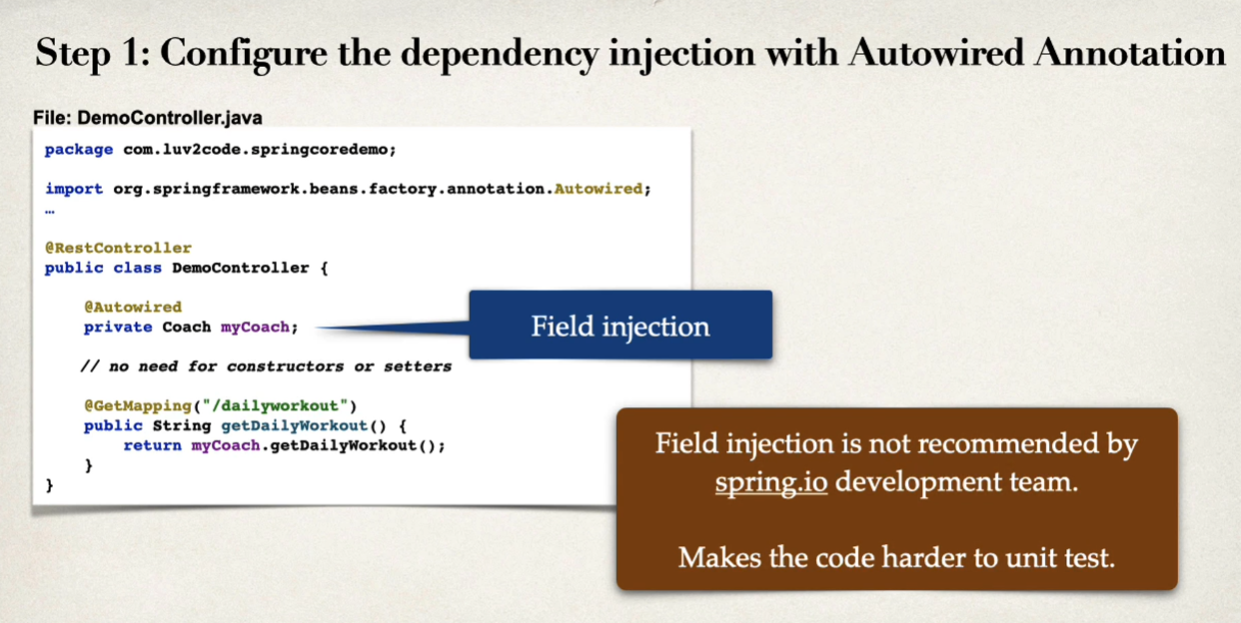 Step 1: Configure the dependency injection with Autowired Annotation
File: DemoController.java
package com.luv2code.springcoredemo;
import org.springframework.beans.factory.annotation.Autowired;
…
@RestController
public class DemoController {
@Autowired
private Coach myCoach;
Field injection
// no need for constructors or setters
@GetMapping("/dailyworkout")
public String getDailyWorkout() {
return myCoach.getDailyWorkout();
}
}
Field injection is not recommended by
spring.io development team.
Makes the code harder to unit test.